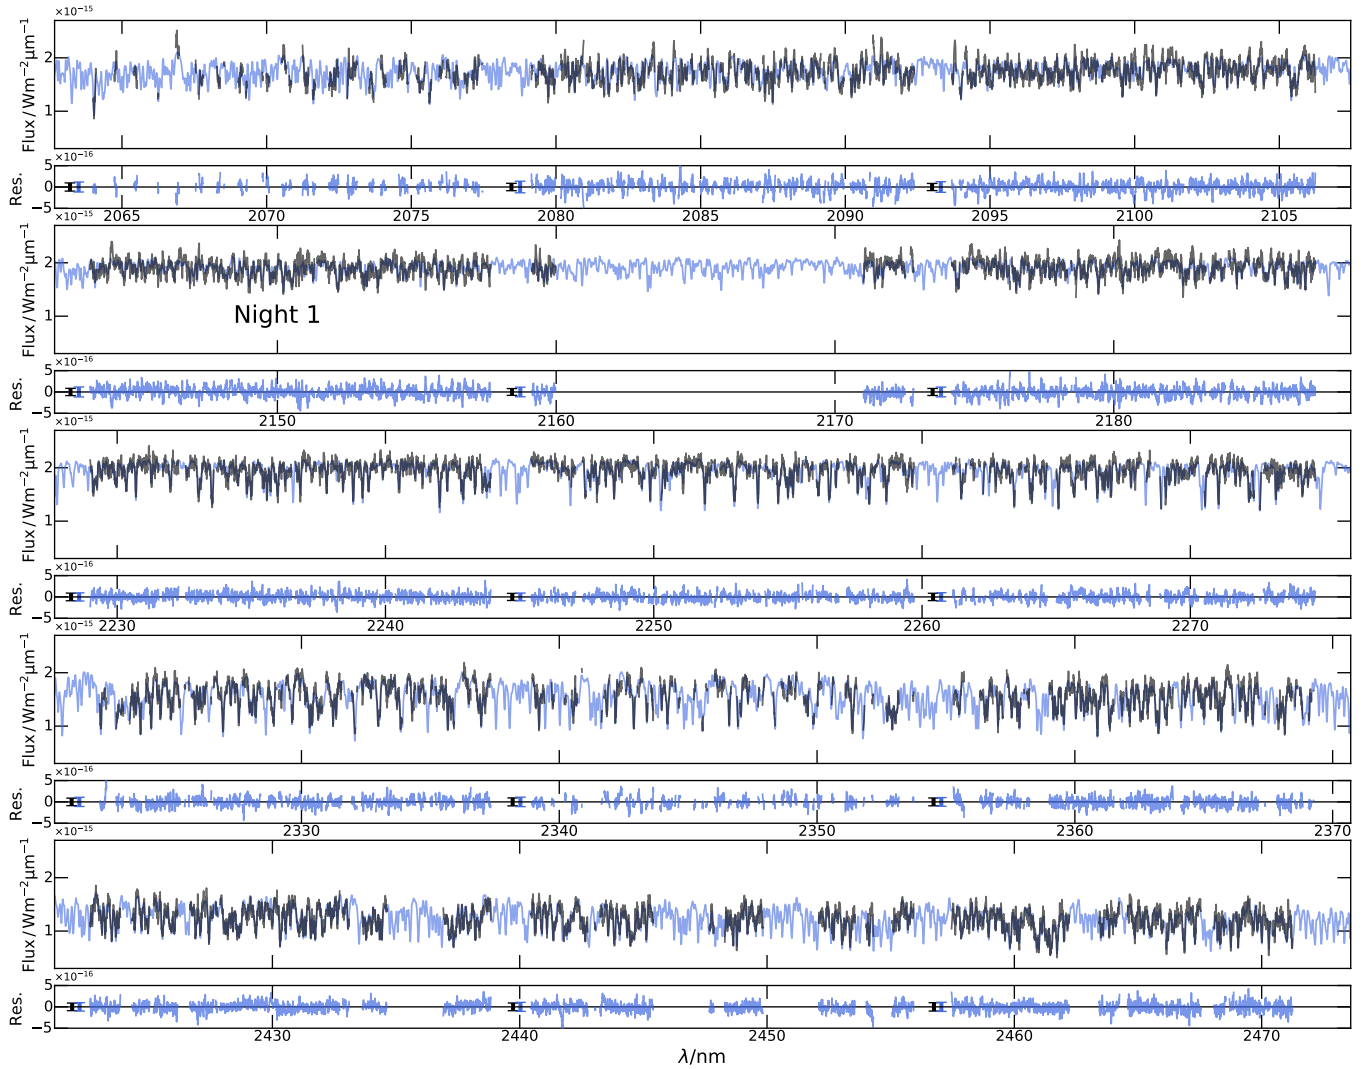 ×10⁻¹⁵
Flux / Wm⁻²μm⁻¹
2
1
×10⁻¹⁶
Res.
5
0
−5
2065 2070 2075 2080 2085 2090 2095 2100 2105
×10⁻¹⁵
Flux / Wm⁻²μm⁻¹
2
1
Night 1
×10⁻¹⁶
Res.
5
0
−5
2150 2160 2170 2180
×10⁻¹⁵
Flux / Wm⁻²μm⁻¹
2
1
×10⁻¹⁶
Res.
5
0
−5
2230 2240 2250 2260 2270
×10⁻¹⁵
Flux / Wm⁻²μm⁻¹
2
1
×10⁻¹⁶
Res.
5
0
−5
2330 2340 2350 2360 2370
×10⁻¹⁵
Flux / Wm⁻²μm⁻¹
2
1
×10⁻¹⁶
Res.
5
0
−5
2430 2440 2450 2460 2470
λ/nm